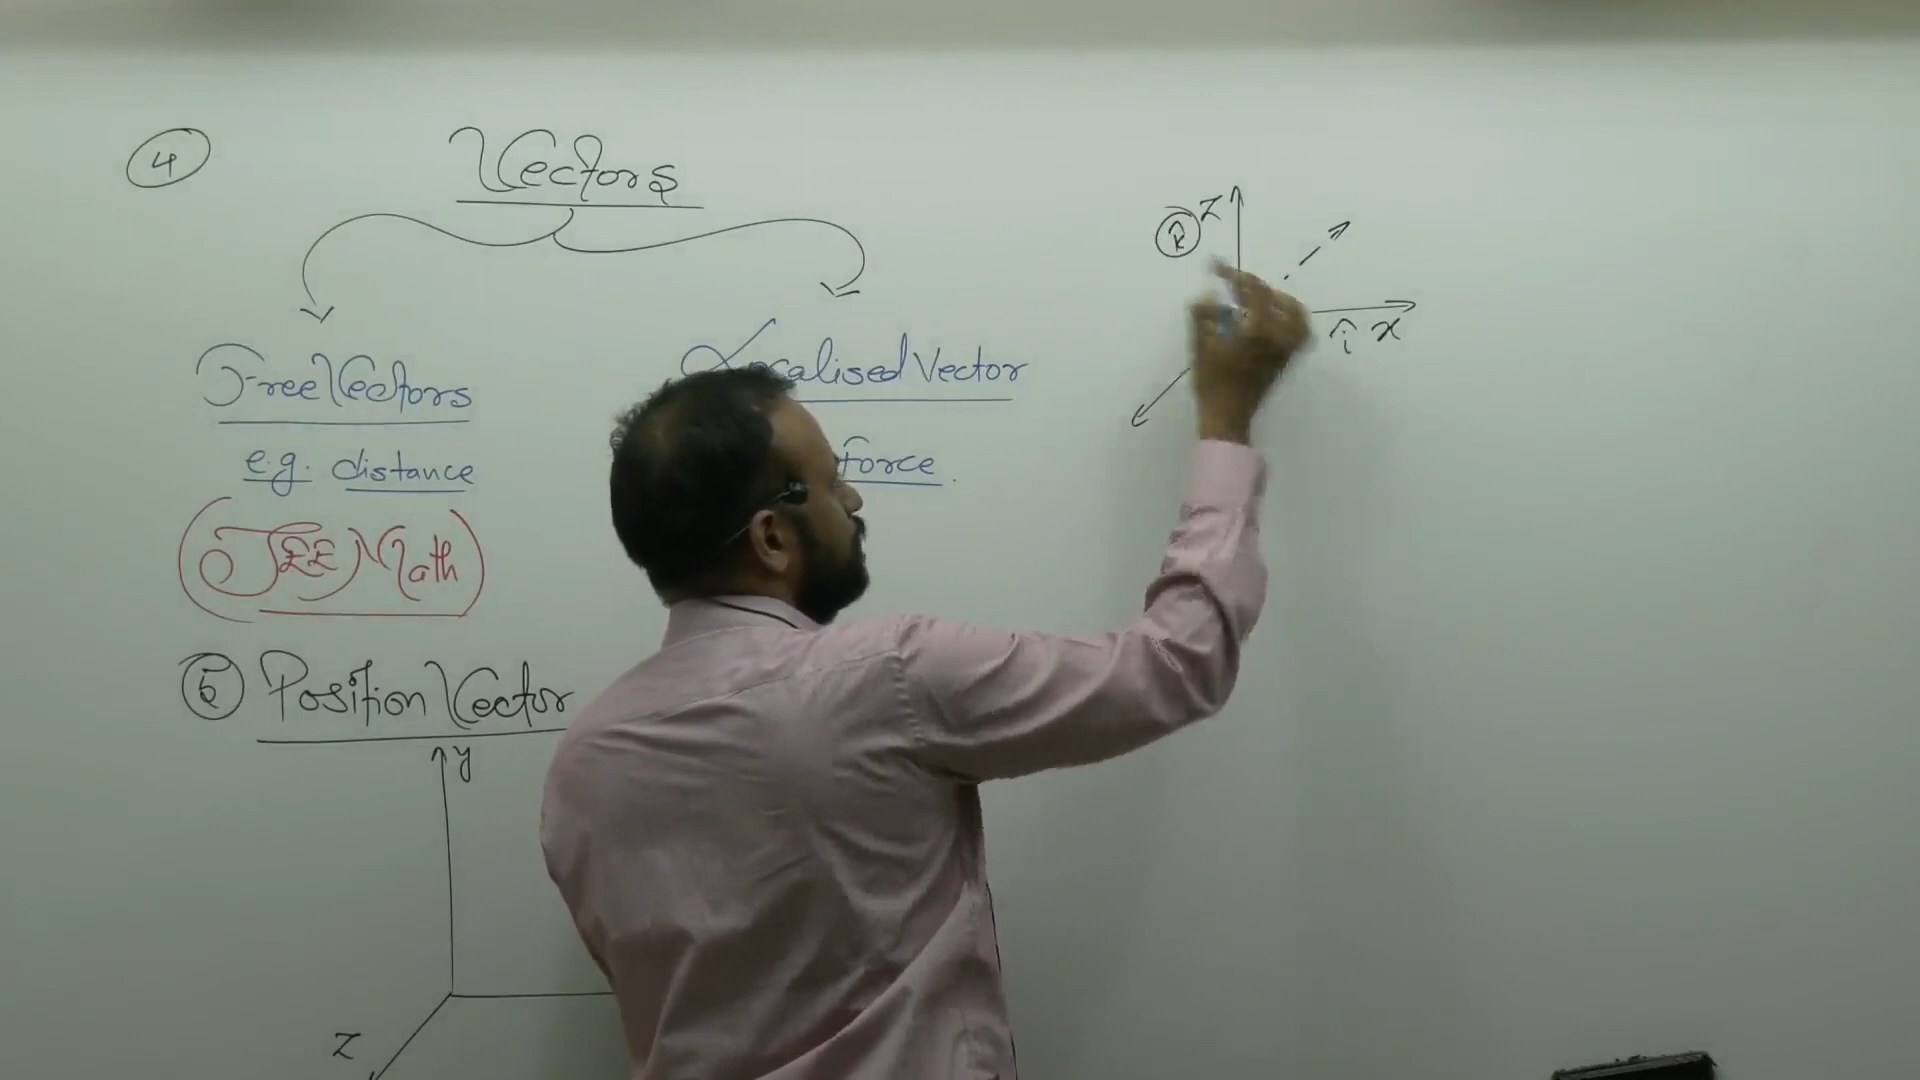 4
Vectors
Free Vectors
e.g. distance
(JEE) Math
Localised Vector
Force.
5 Position Vector
y
z
k̂ z
î x